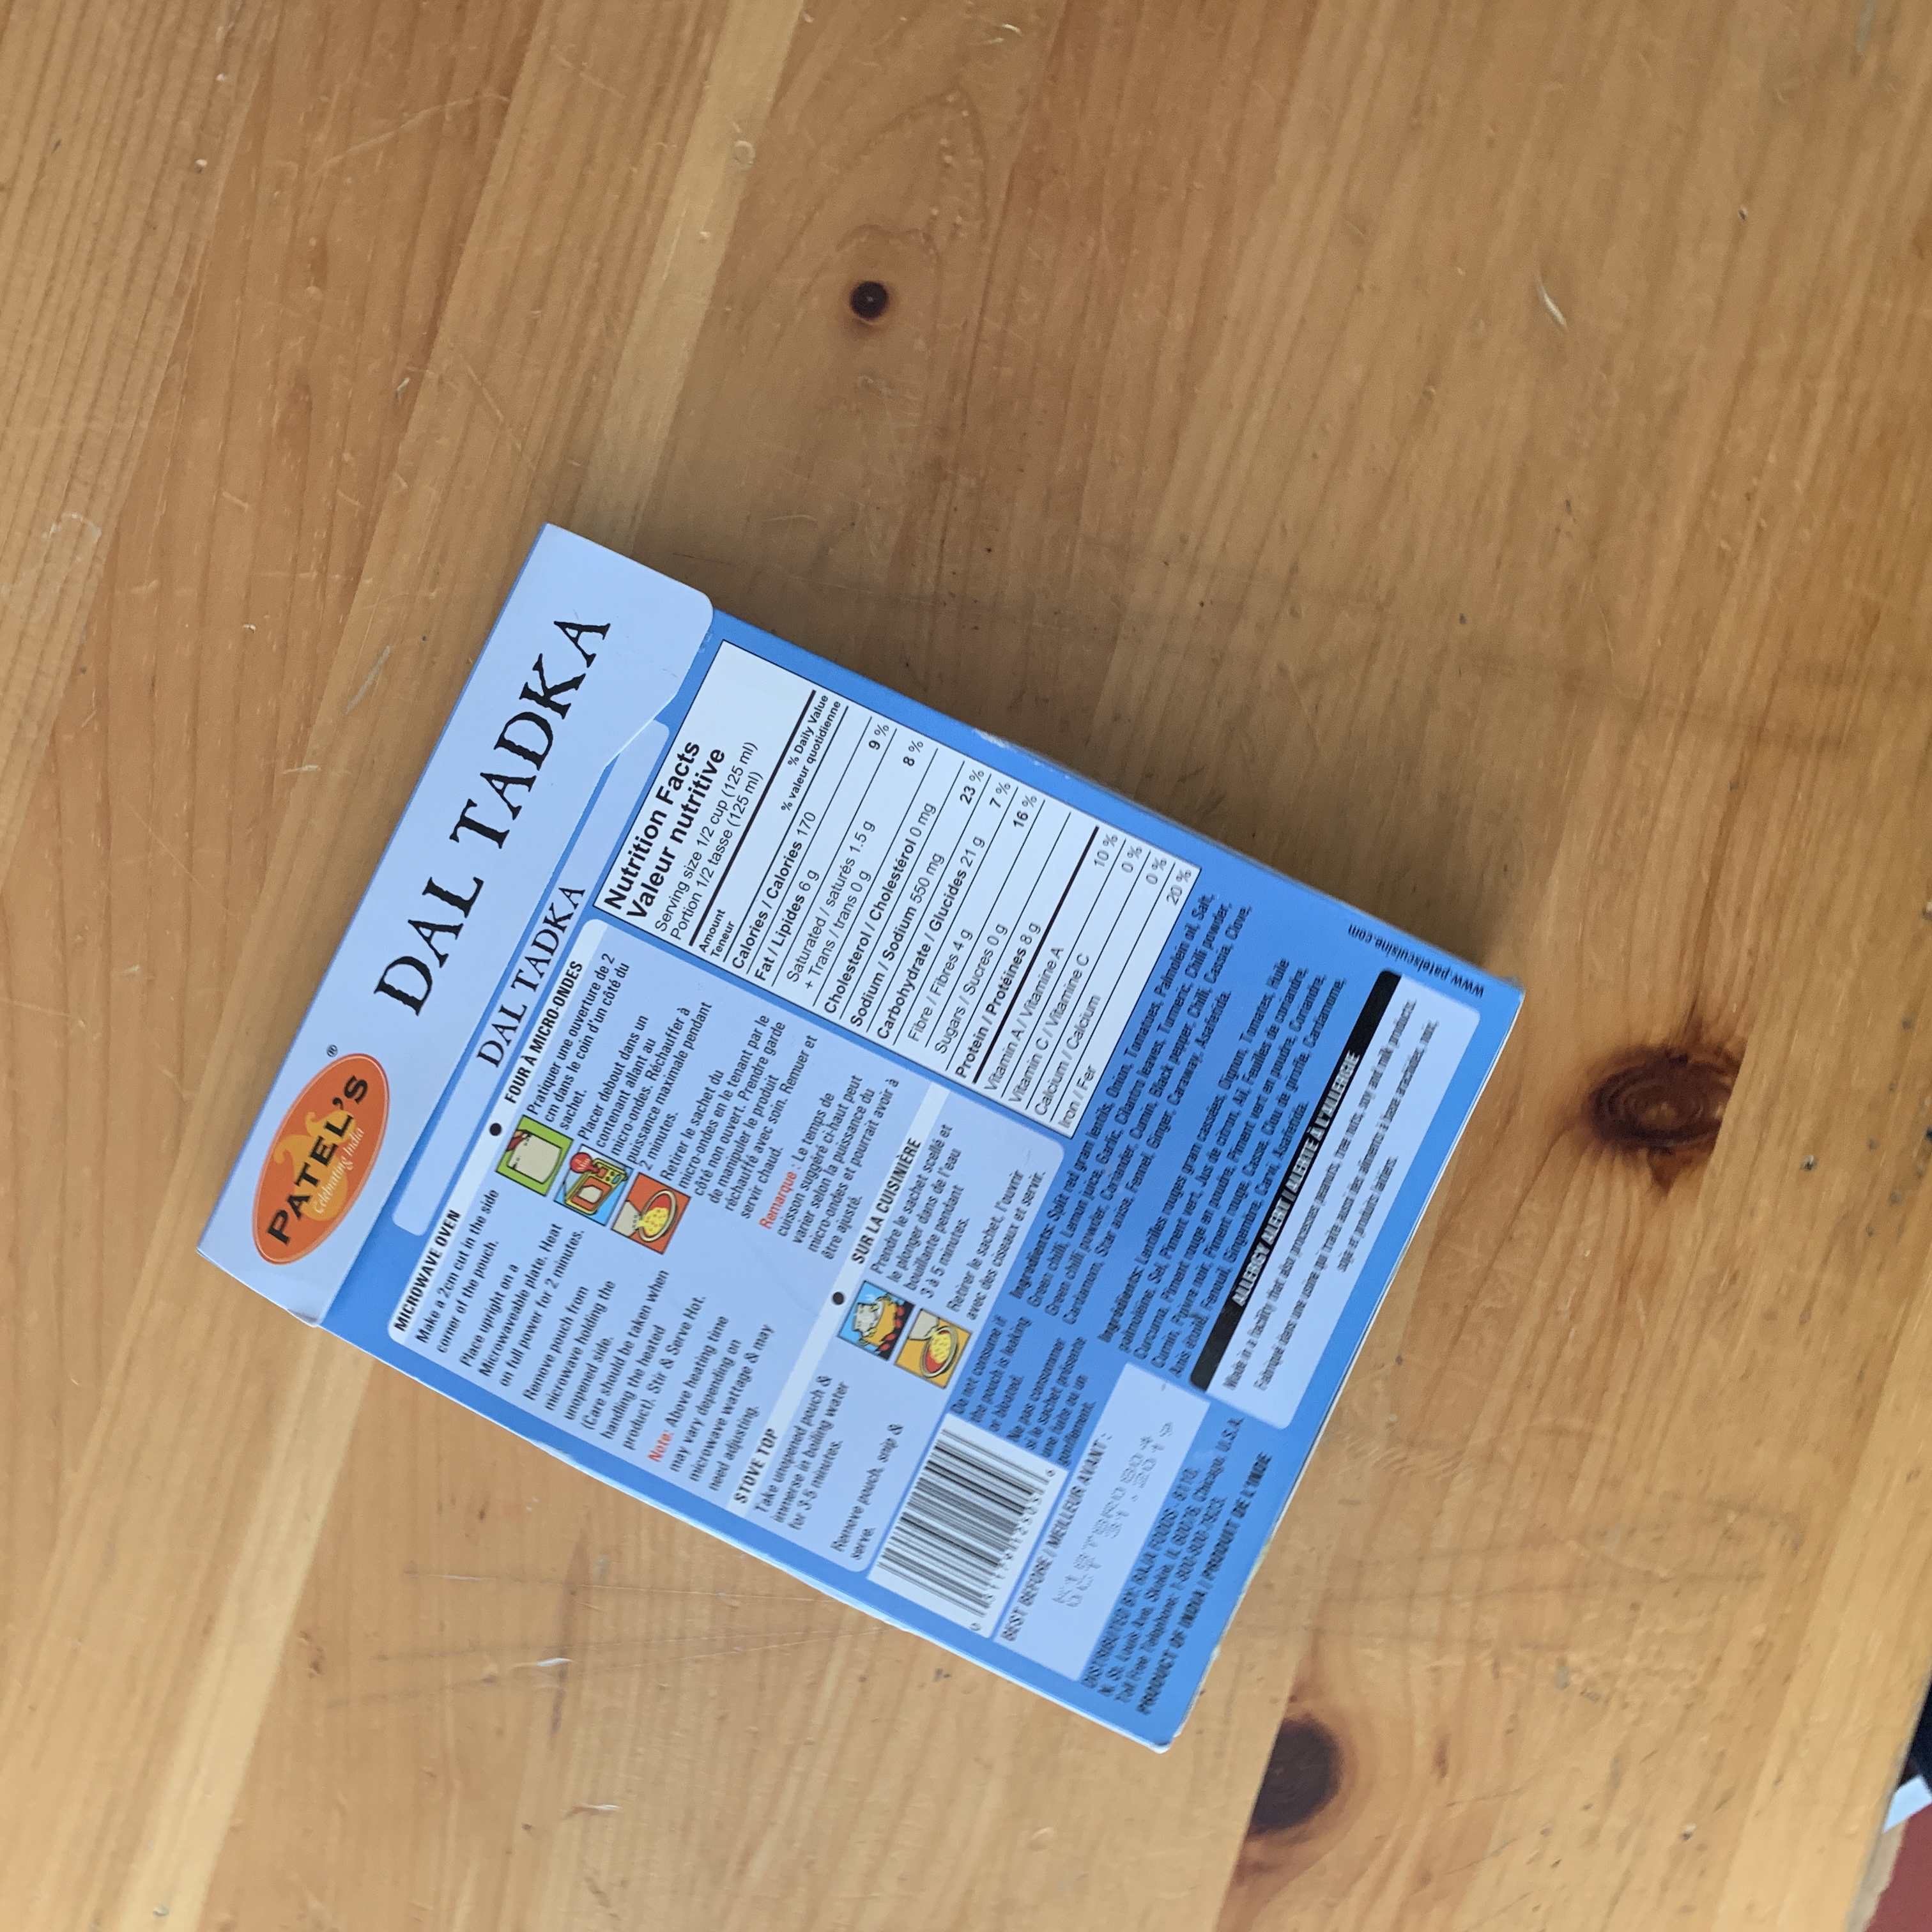 PATEL'S
Celebrating India
®
DAL TADKA
DAL TADKA
MICROWAVE OVEN
Make a 2cm cut in the side
corner of the pouch.
Place upright on a
Microwaveable plate. Heat
on full power for 2 minutes.
Remove pouch from
microwave holding the
unopened side.
(Care should be taken when
handling the heated
product). Stir & Serve Hot.
Note: Above heating time
may vary depending on
microwave wattage & may
need adjusting.
STOVE TOP
Take unopened pouch &
immerse in boiling water
for 3-5 minutes.
Remove pouch, snip &
serve.
FOUR À MICRO-ONDES
Pratiquer une ouverture de 2
cm dans le coin d'un côté du
sachet.
Placer debout dans un
contenant allant au
micro-ondes. Réchauffer à
puissance maximale pendant
2 minutes.
Retirer le sachet du
micro-ondes en le tenant par le
côté non ouvert. Prendre garde
de manipuler le produit
réchauffé avec soin. Remuer et
servir chaud.
Remarque : Le temps de
cuisson suggéré ci-haut peut
varier selon la puissance du
micro-ondes et pourrait avoir à
être ajusté.
SUR LA CUISINIÈRE
Prendre le sachet scellé et
le plonger dans de l'eau
bouillante pendant
3 à 5 minutes.
Retirer le sachet, l'ouvrir
avec des ciseaux et servir.
Nutrition Facts
Valeur nutritive
Serving size 1/2 cup (125 ml)
Portion 1/2 tasse (125 ml)
Amount % Daily Value
Teneur % valeur quotidienne
Calories / Calories 170
Fat / Lipides 6 g 9 %
Saturated / saturés 1.5 g 8 %
+ Trans / trans 0 g
Cholesterol / Cholestérol 0 mg
Sodium / Sodium 550 mg 23 %
Carbohydrate / Glucides 21 g 7 %
Fibre / Fibres 4 g 16 %
Sugars / Sucres 0 g
Protein / Protéines 8 g
Vitamin A / Vitamine A 10 %
Vitamin C / Vitamine C 0 %
Calcium / Calcium 0 %
Iron / Fer 20 %
Do not consume if
the pouch is leaking
or bloated.
Ne pas consommer
si le sachet présente
une fuite ou un
gonflement.
BEST BEFORE / MEILLEUR AVANT:
OCT 31, 2019
DISTRIBUTED BY: RAJA FOODS - 8110,
N. St. Louis Ave, Skokie, IL 60076, Chicago, U.S.A.
Toll Free Telephone: 1-800-800-7923.
PRODUCT OF INDIA | PRODUIT DE L'INDE
Ingredients: Split red gram lentils, Onion, Tomatoes, Palmolein oil, Salt,
Green chilli, Lemon juice, Garlic, Cilantro leaves, Turmeric, Chilli powder,
Green chilli powder, Coriander, Cumin, Black pepper, Chilli, Cassia, Clove,
Cardamom, Star anise, Fennel, Ginger, Caraway, Asafetida.
Ingrédients: Lentilles rouges gram cassées, Oignon, Tomates, Huile
palmoléine, Sel, Piment vert, Jus de citron, Ail, Feuilles de coriandre,
Curcuma, Piment rouge en poudre, Piment vert en poudre, Coriandre,
Cumin, Poivre noir, Piment rouge, Casse, Clou de girofle, Cardamome,
Anis étoilé, Fenouil, Gingembre, Carvi, Asafetida.
ALLERGY ALERT | ALERTE À L'ALLERGIE
Made in a facility that also processes peanuts, tree nuts, soy and milk products.
Fabriqué dans une usine qui traite aussi les aliments à base arachides, noix,
soja et produits laitiers.
www.patelscuisine.com